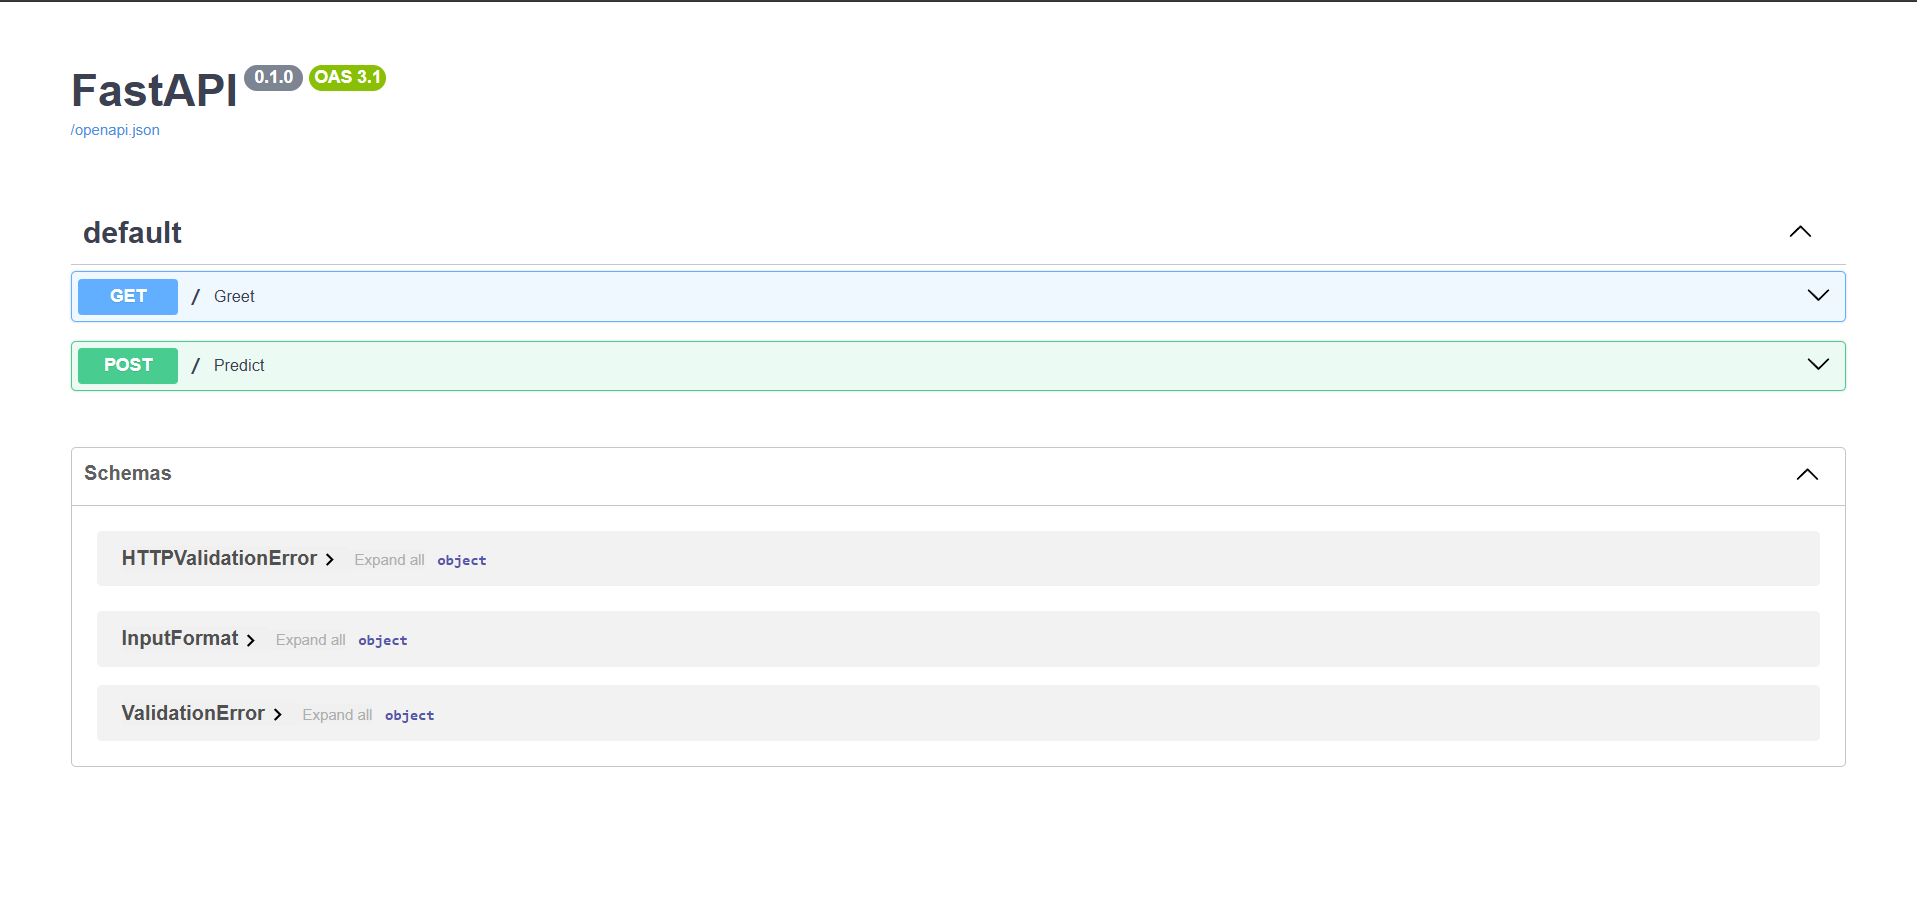 FastAPI 0.1.0 OAS 3.1
/openapi.json
default
GET / Greet
POST / Predict
Schemas
HTTPValidationError Expand all object
InputFormat Expand all object
ValidationError Expand all object